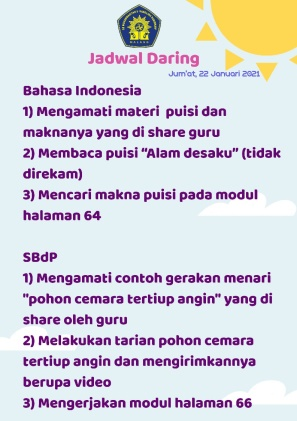 Jadwal Daring
Jum'at, 22 Januari 2021
Bahasa Indonesia
1) Mengamati materi puisi dan
maknanya yang di share guru
2) Membaca puisi “Alam desaku” (tidak
direkam)
3) Mencari makna puisi pada modul
halaman 64
SBdP
1) Mengamati contoh gerakan menari
"pohon cemara tertiup angin" yang di
share oleh guru
2) Melakukan tarian pohon cemara
tertiup angin dan mengirimkannya
berupa video
3) Mengerjakan modul halaman 66